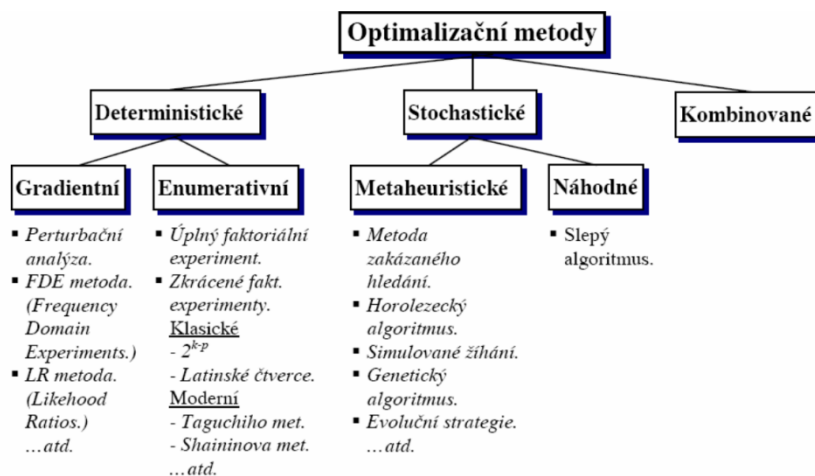 Optimalizační metody
Deterministické
Stochastické
Kombinované
Gradientní
Enumerativní
Metaheuristické
Náhodné
▪ Perturbační
analýza.
▪ FDE metoda.
(Frequency
Domain
Experiments.)
▪ LR metoda.
(Likehood
Ratios.)
…atd.
▪ Úplný faktoriální
experiment.
▪ Zkrácené fakt.
experimenty.
Klasické
- 2^{k-p}
- Latinské čtverce.
Moderní
- Taguchiho met.
- Shaininova met.
…atd.
▪ Metoda
zakázaného
hledání.
▪ Horolezecký
algoritmus.
▪ Simulované žíhání.
▪ Genetický
algoritmus.
▪ Evoluční strategie.
…atd.
▪ Slepý
algoritmus.